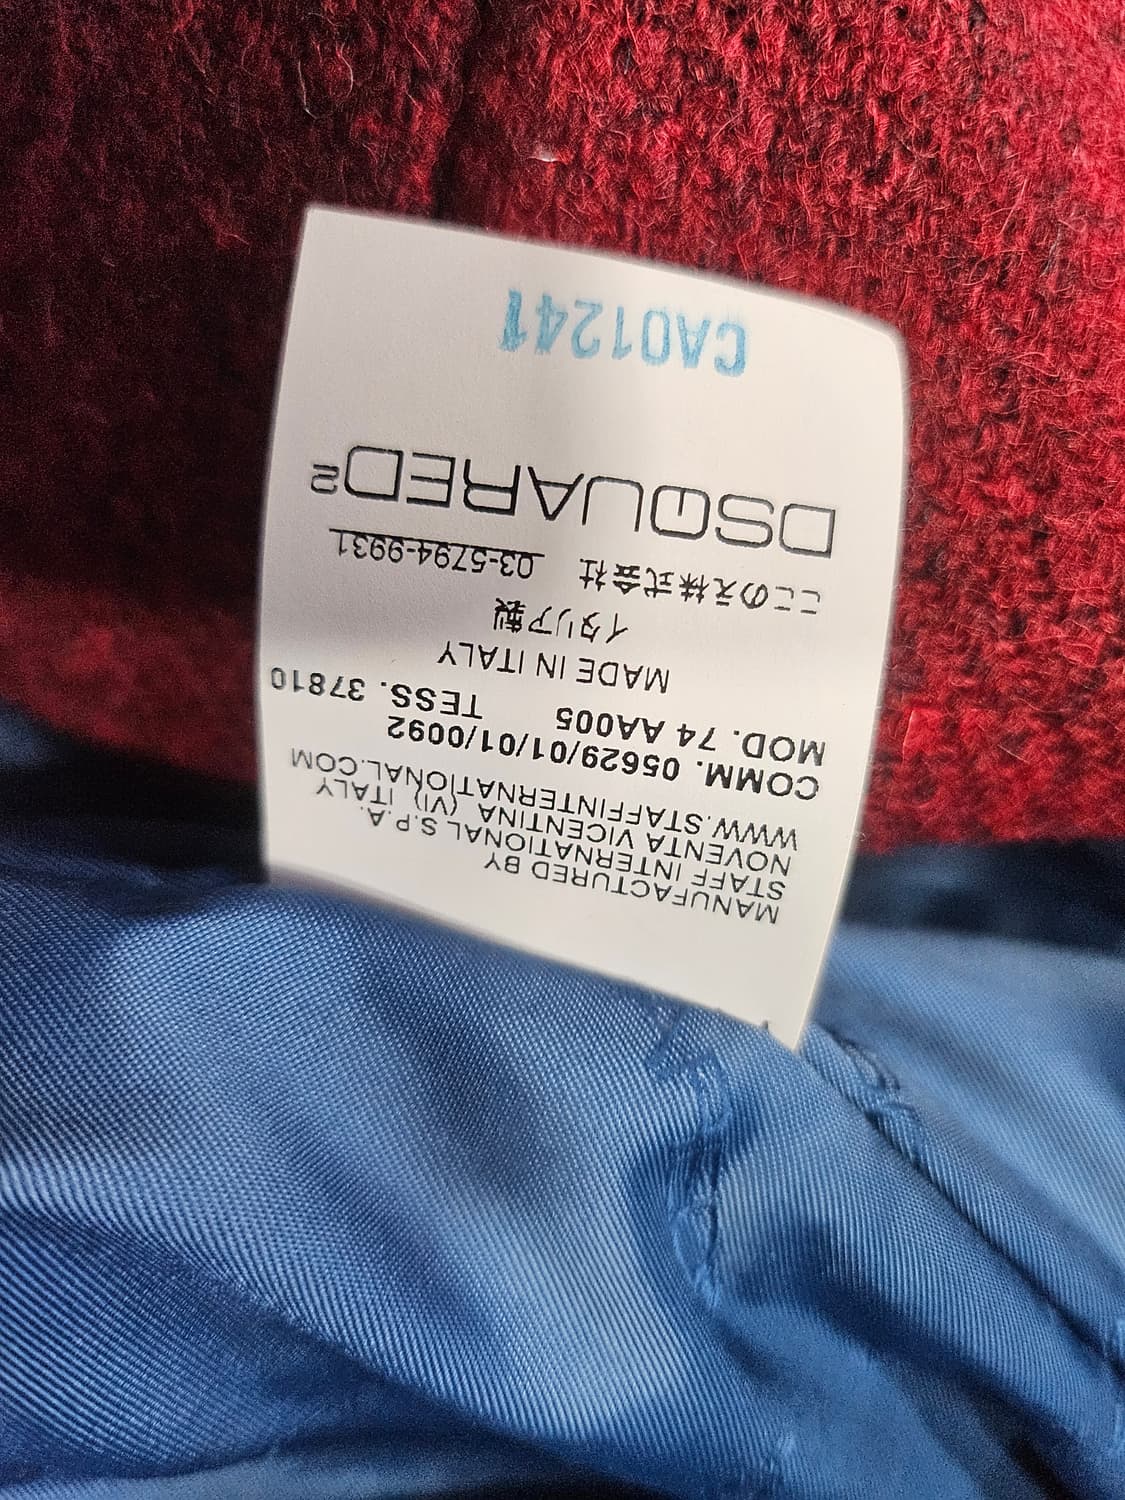 MANUFACTURED BY
STAFF INTERNATIONAL S.P.A.
NOVENTA VICENTINA (VI) ITALY
WWW.STAFFINTERNATIONAL.COM
COMM. 05629/01/01/0092
MOD. 74 AA005 TESS. 37810
MADE IN ITALY
イタリア製
ここのえ株式会社 03-5794-9931
DSQUARED2
CA01241